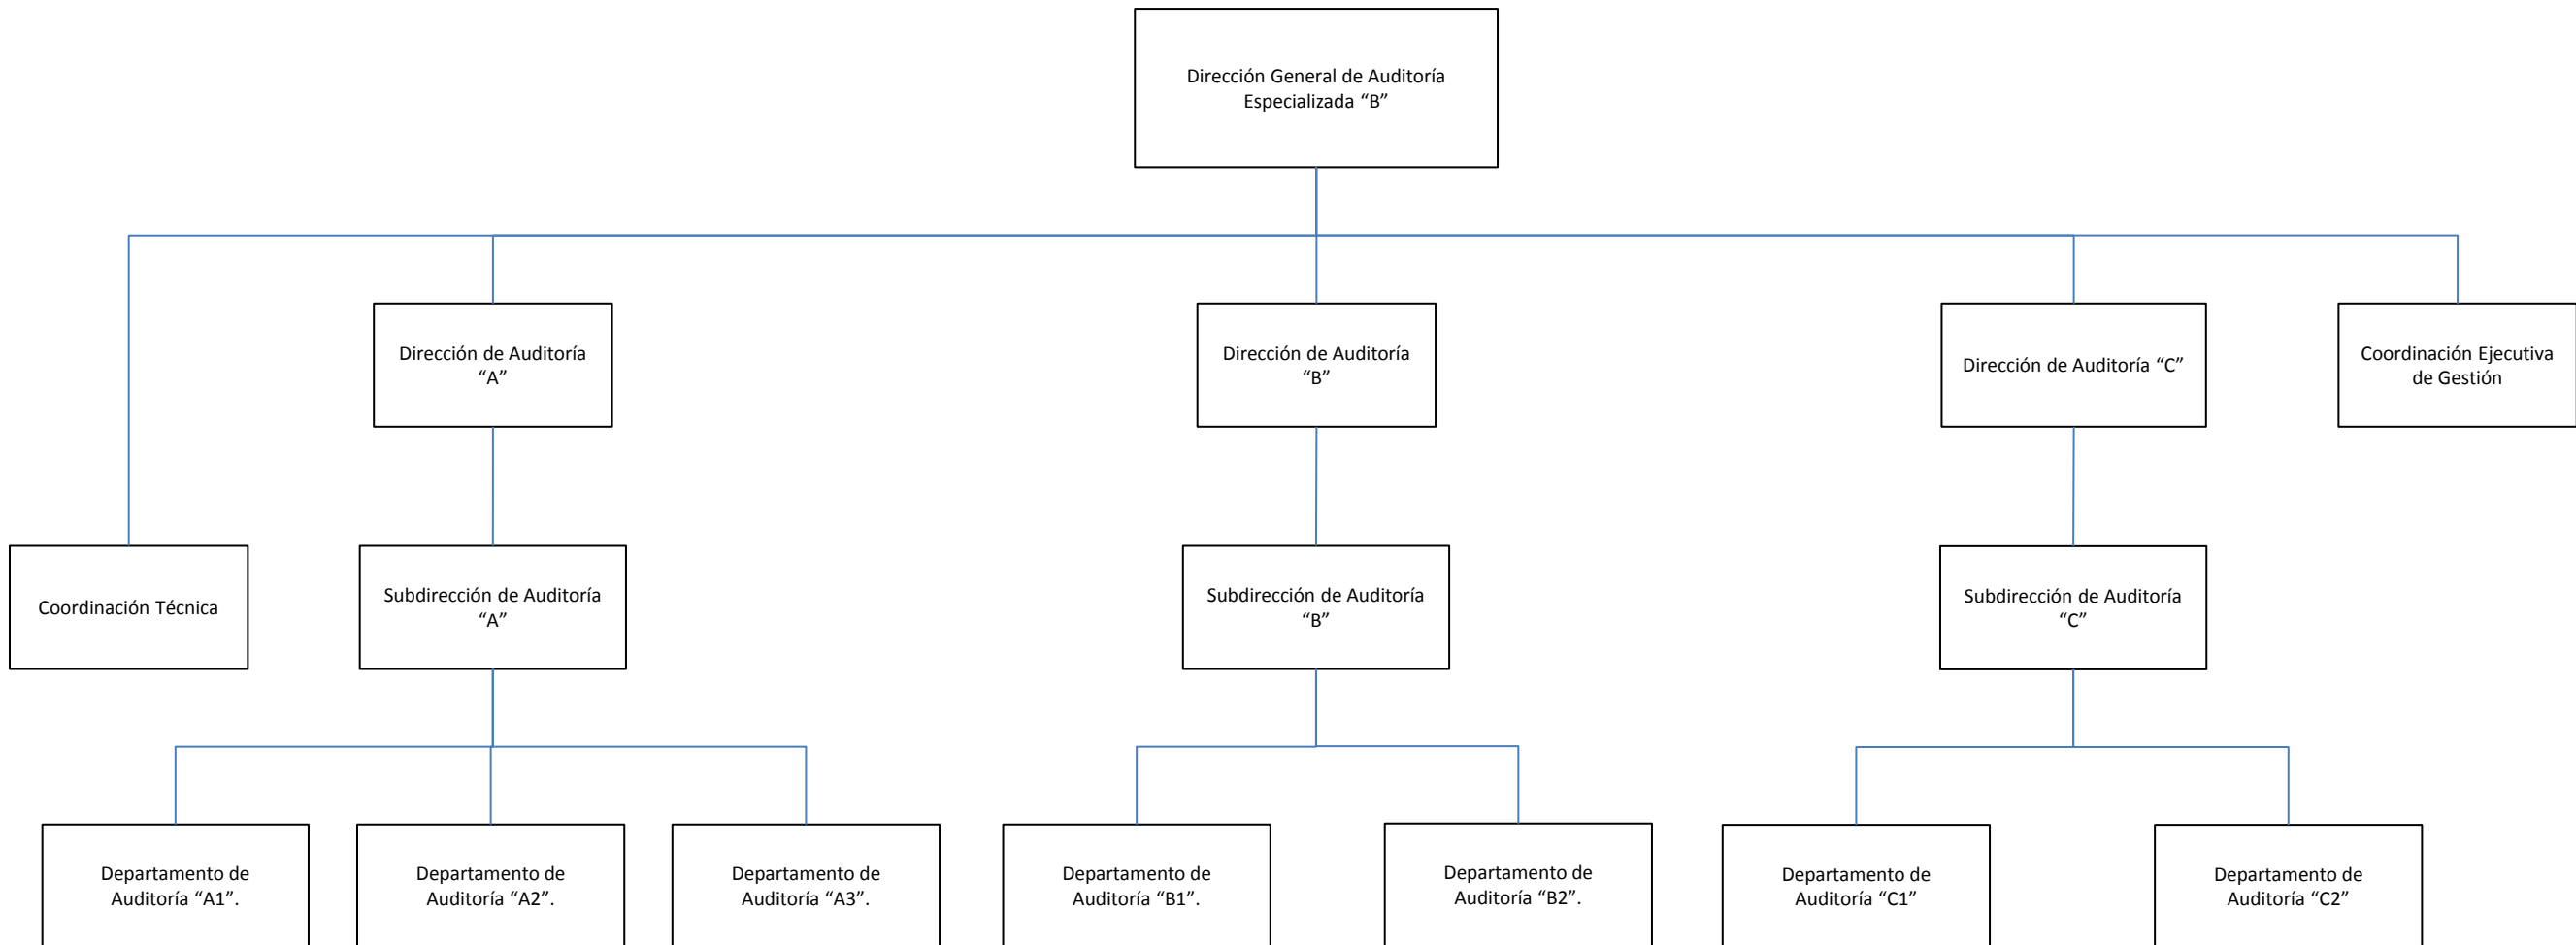 Dirección General de Auditoría
Especializada “B”
Dirección de Auditoría
“A”
Dirección de Auditoría
“B”
Dirección de Auditoría “C”
Coordinación Ejecutiva
de Gestión
Coordinación Técnica
Subdirección de Auditoría
“A”
Subdirección de Auditoría
“B”
Subdirección de Auditoría
“C”
Departamento de
Auditoría “A1”.
Departamento de
Auditoría “A2”.
Departamento de
Auditoría “A3”.
Departamento de
Auditoría “B1”.
Departamento de
Auditoría “B2”.
Departamento de
Auditoría “C1”
Departamento de
Auditoría “C2”